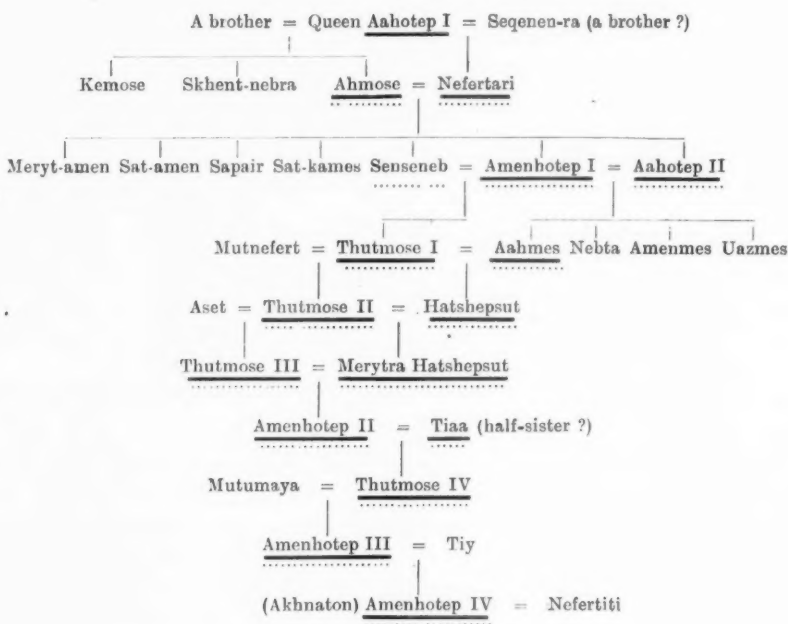 A brother = Queen Aahotep I = Seqenen-ra (a brother ?)
Kemose Skhent-nebra Ahmose = Nefertari
Meryt-amen Sat-amen Sapair Sat-kames Senseneb = Amenhotep I = Aahotep II
Mutnefert = Thutmose I = Aahmes Nebta Amenmes Uazmes
Aset = Thutmose II = Hatshepsut
Thutmose III = Merytra Hatshepsut
Amenhotep II = Tiaa (half-sister ?)
Mutumaya = Thutmose IV
Amenhotep III = Tiy
(Akhnaton) Amenhotep IV = Nefertiti